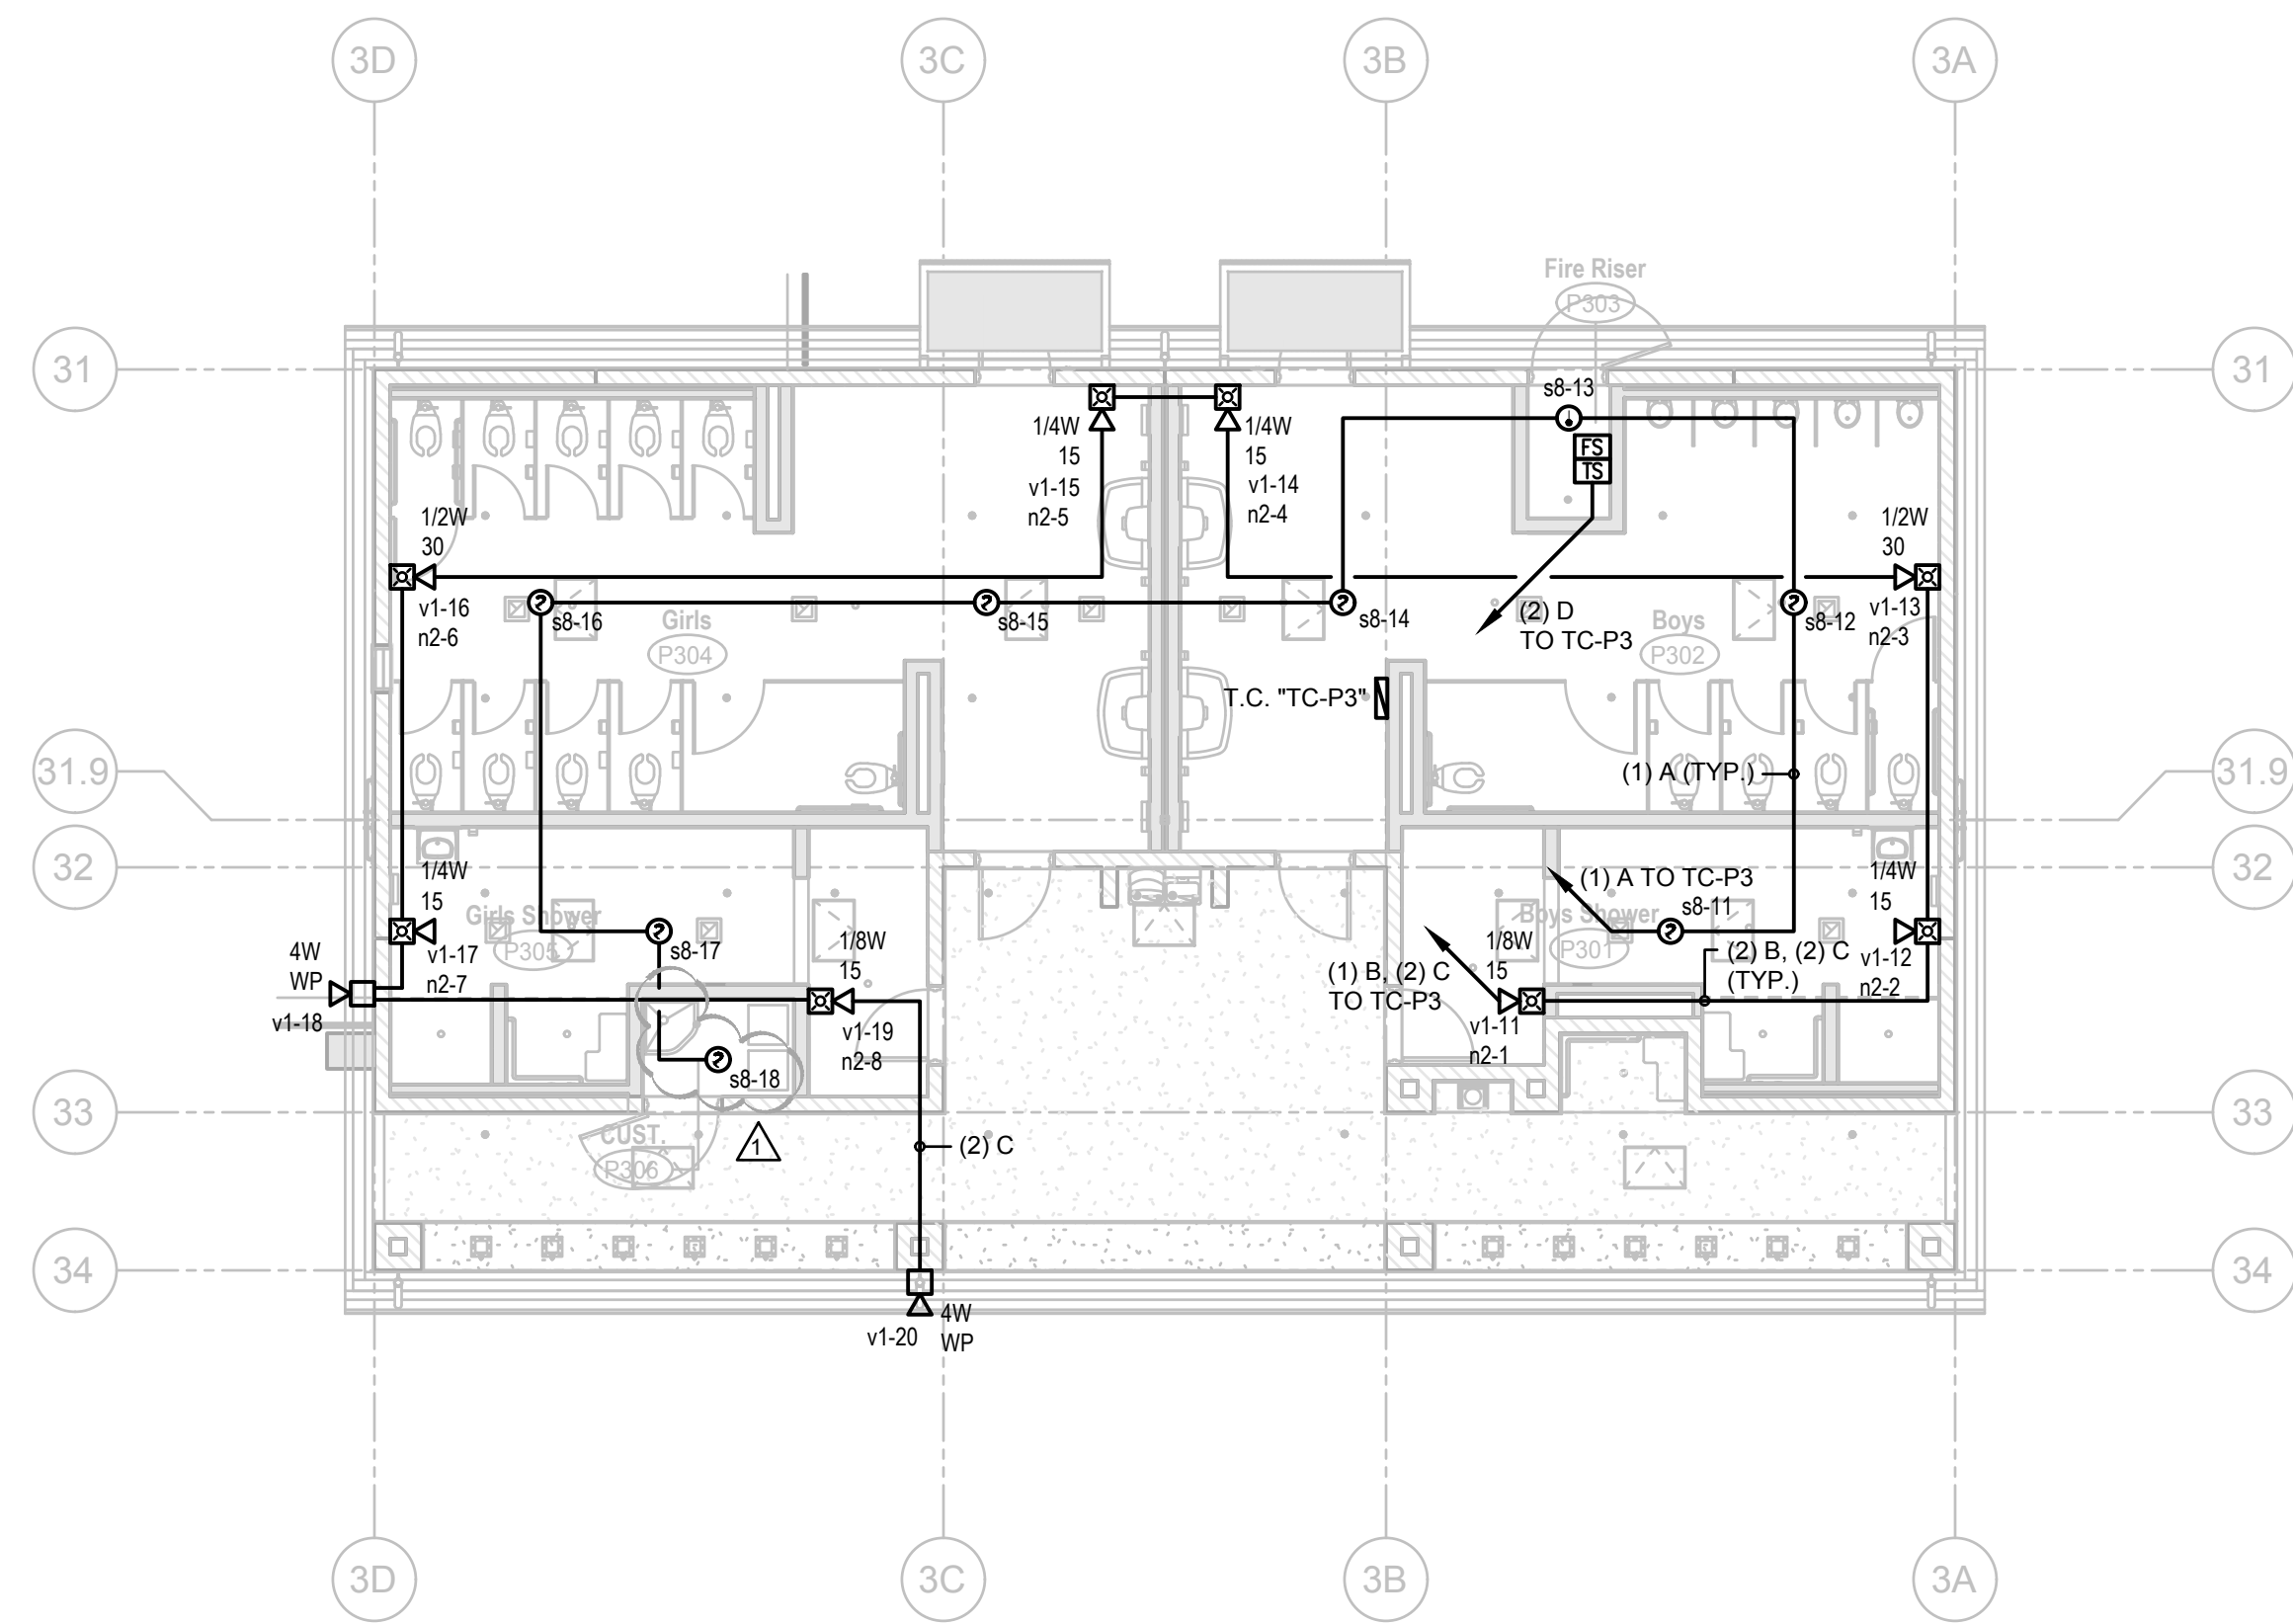 3D
3C
3B
3A
Fire Riser
P303
31
31
s8-13
1/4W
15
v1-15
n2-5
1/4W
15
v1-14
n2-4
FS
TS
1/2W
30
1/2W
30
v1-16
n2-6
s8-16
s8-15
s8-14
(2) D
TO TC-P3
s8-12
v1-13
n2-3
Girls
P304
Boys
P302
T.C. "TC-P3"
31.9
31.9
(1) A (TYP.)
32
32
1/4W
15
(1) A TO TC-P3
s8-11
1/4W
15
Girls Shower
P305
Boys Shower
P301
4W
WP
v1-17
n2-7
v1-18
s8-17
1/8W
15
(1) B, (2) C
TO TC-P3
1/8W
15
(2) B, (2) C
(TYP.)
v1-12
n2-2
v1-19
n2-8
v1-11
n2-1
s8-18
33
33
CUST.
P306
1
(2) C
34
34
v1-20
4W
WP
3D
3C
3B
3A